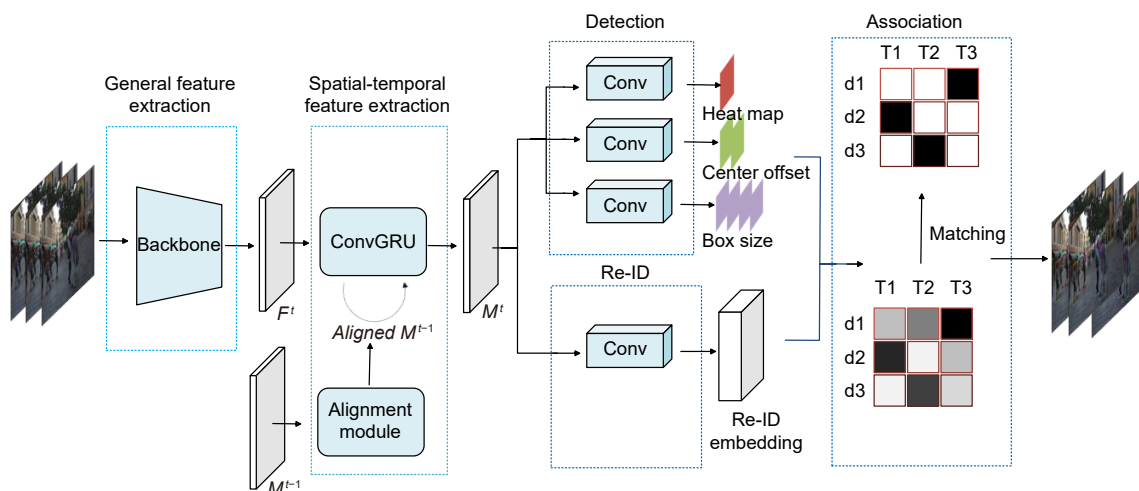 General feature
extraction
Backbone
F^t
Spatial-temporal
feature extraction
ConvGRU
Aligned M^{t−1}
Alignment
module
M^{t−1}
M^t
Detection
Conv
Heat map
Conv
Center offset
Conv
Box size
Re-ID
Conv
Re-ID
embedding
Association
T1 T2 T3
d1
d2
d3
Matching
T1 T2 T3
d1
d2
d3